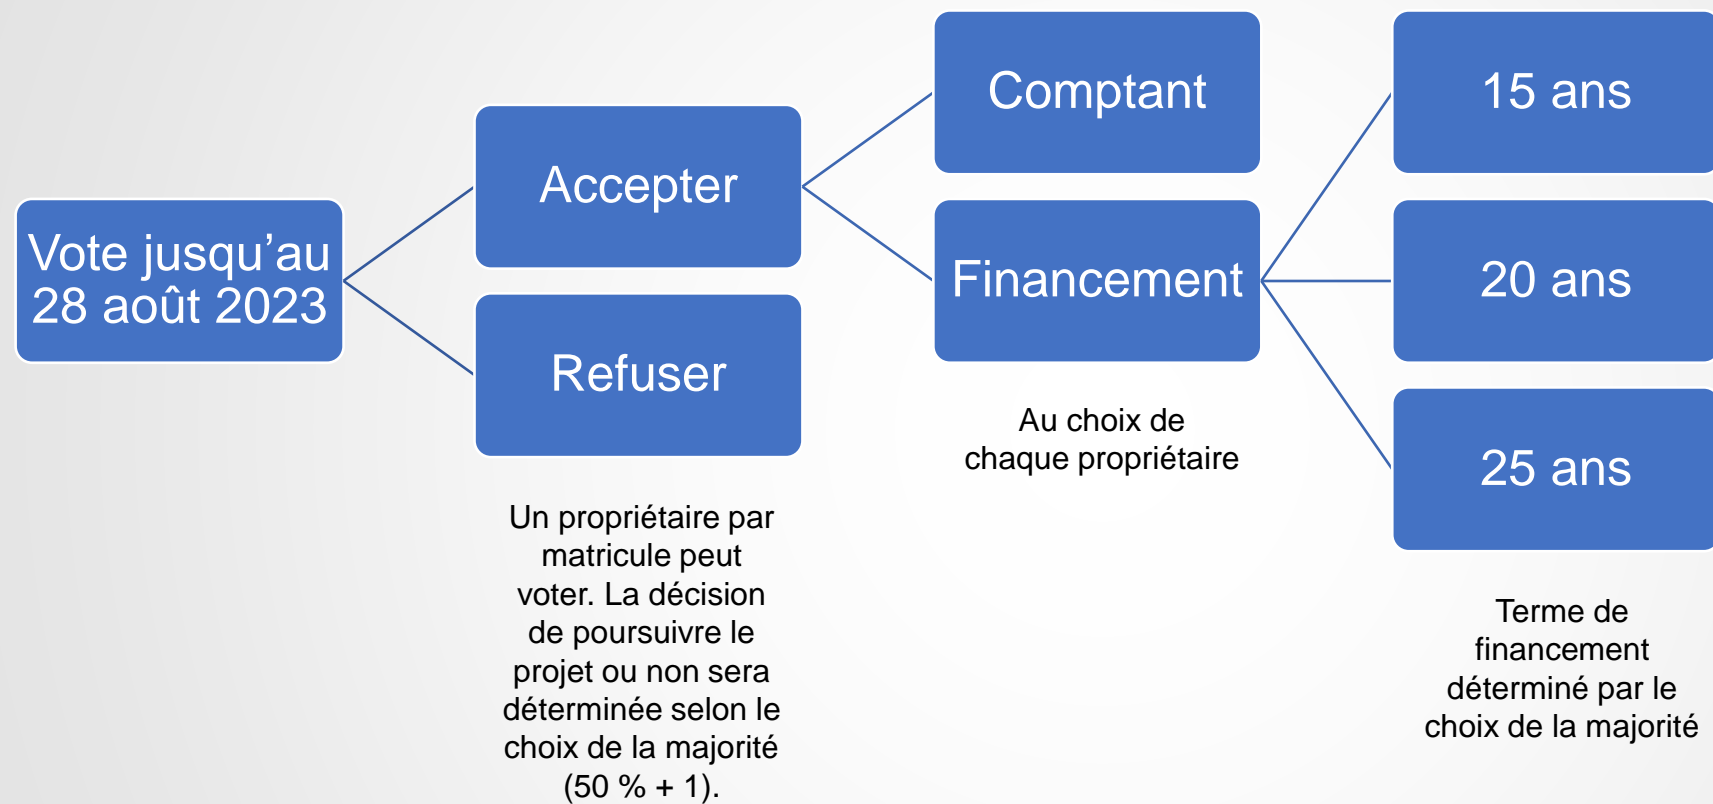 Vote jusqu’au
28 août 2023
Accepter
Refuser
Un propriétaire par
matricule peut
voter. La décision
de poursuivre le
projet ou non sera
déterminée selon le
choix de la majorité
(50 % + 1).
Comptant
Financement
Au choix de
chaque propriétaire
15 ans
20 ans
25 ans
Terme de
financement
déterminé par le
choix de la majorité